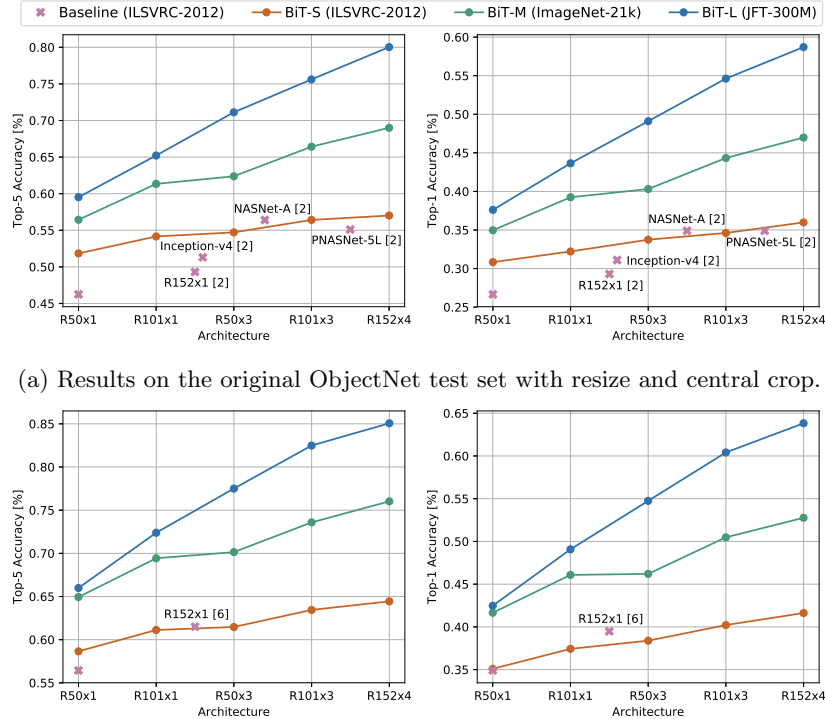 Baseline (ILSVRC-2012) BiT-S (ILSVRC-2012) BiT-M (ImageNet-21k) BiT-L (JFT-300M)
Top-5 Accuracy [%]
0.80
0.75
0.70
0.65
0.60
0.55
0.50
0.45
NASNet-A [2]
PNASNet-5L [2]
Inception-v4 [2]
R152x1 [2]
R50x1 R101x1 R50x3 R101x3 R152x4
Architecture
Top-1 Accuracy [%]
0.60
0.55
0.50
0.45
0.40
0.35
0.30
0.25
NASNet-A [2]
PNASNet-5L [2]
Inception-v4 [2]
R152x1 [2]
R50x1 R101x1 R50x3 R101x3 R152x4
Architecture
(a) Results on the original ObjectNet test set with resize and central crop.
Top-5 Accuracy [%]
0.85
0.80
0.75
0.70
0.65
0.60
0.55
R152x1 [6]
R50x1 R101x1 R50x3 R101x3 R152x4
Architecture
Top-1 Accuracy [%]
0.65
0.60
0.55
0.50
0.45
0.40
0.35
R152x1 [6]
R50x1 R101x1 R50x3 R101x3 R152x4
Architecture